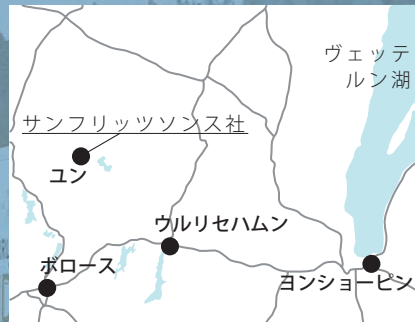 ヴェッテ
ルン湖
サンフリッツソンス社
ユン
ウルリセハムン
ボロース
ヨンショーピン